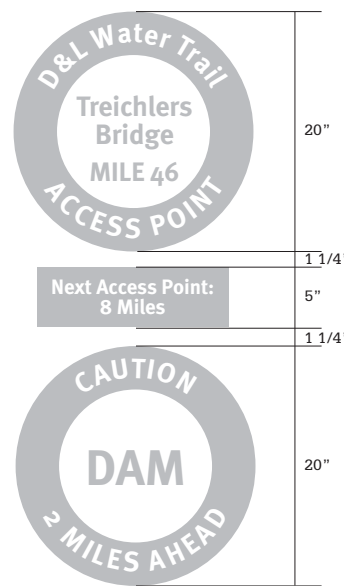 D&L Water Trail
Treichlers
Bridge
MILE 46
ACCESS POINT
20”
1 1/4”
Next Access Point:
8 Miles
5”
1 1/4”
CAUTION
DAM
2 MILES AHEAD
20”